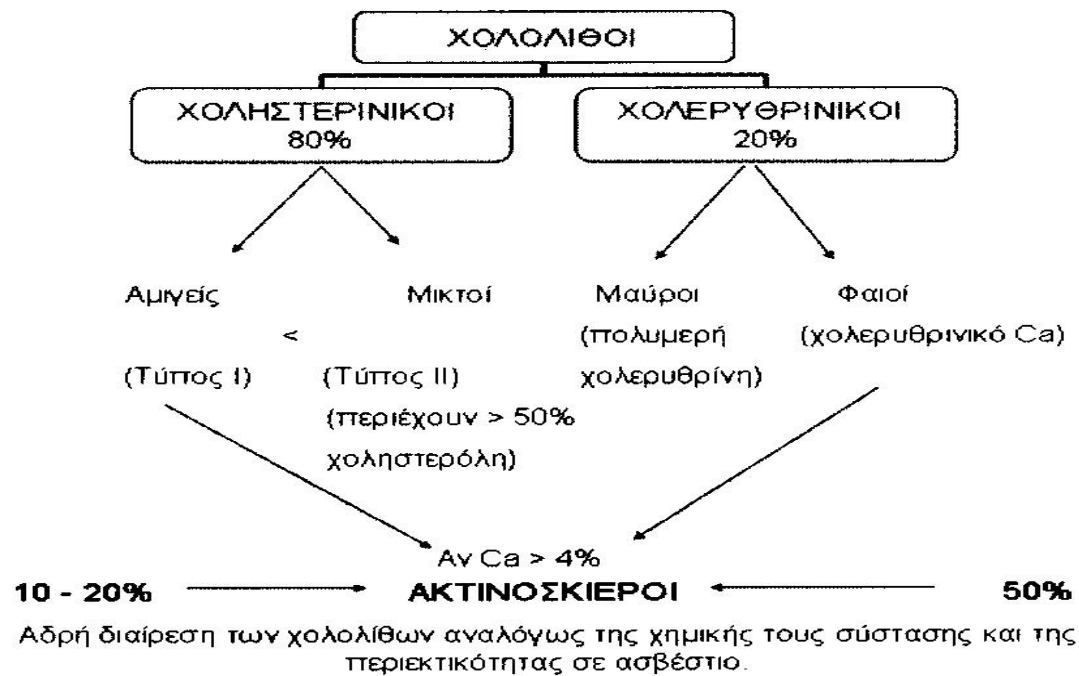 ΧΟΛΟΛΙΘΟΙ
ΧΟΛΗΣΤΕΡΙΝΙΚΟΙ
80%
ΧΟΛΕΡΥΘΡΙΝΙΚΟΙ
20%
Αμιγείς
Μικτοί
<
(Τύπος Ι)
(Τύπος ΙΙ)
(περιέχουν > 50%
χοληστερόλη)
Μαύροι
(πολυμερή
χολερυθρίνη)
Φαιοί
(χολερυθρινικό Ca)
Αν Ca > 4%
10 - 20%
ΑΚΤΙΝΟΣΚΙΕΡΟΙ
50%
Αδρή διαίρεση των χολολίθων αναλόγως της χημικής τους σύστασης και της
περιεκτικότητας σε ασβέστιο.